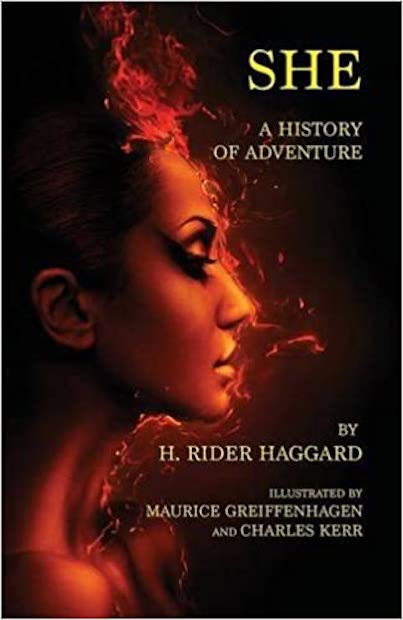 SHE
A HISTORY
OF ADVENTURE
BY
H. RIDER HAGGARD
ILLUSTRATED BY
MAURICE GREIFFENHAGEN
AND CHARLES KERR